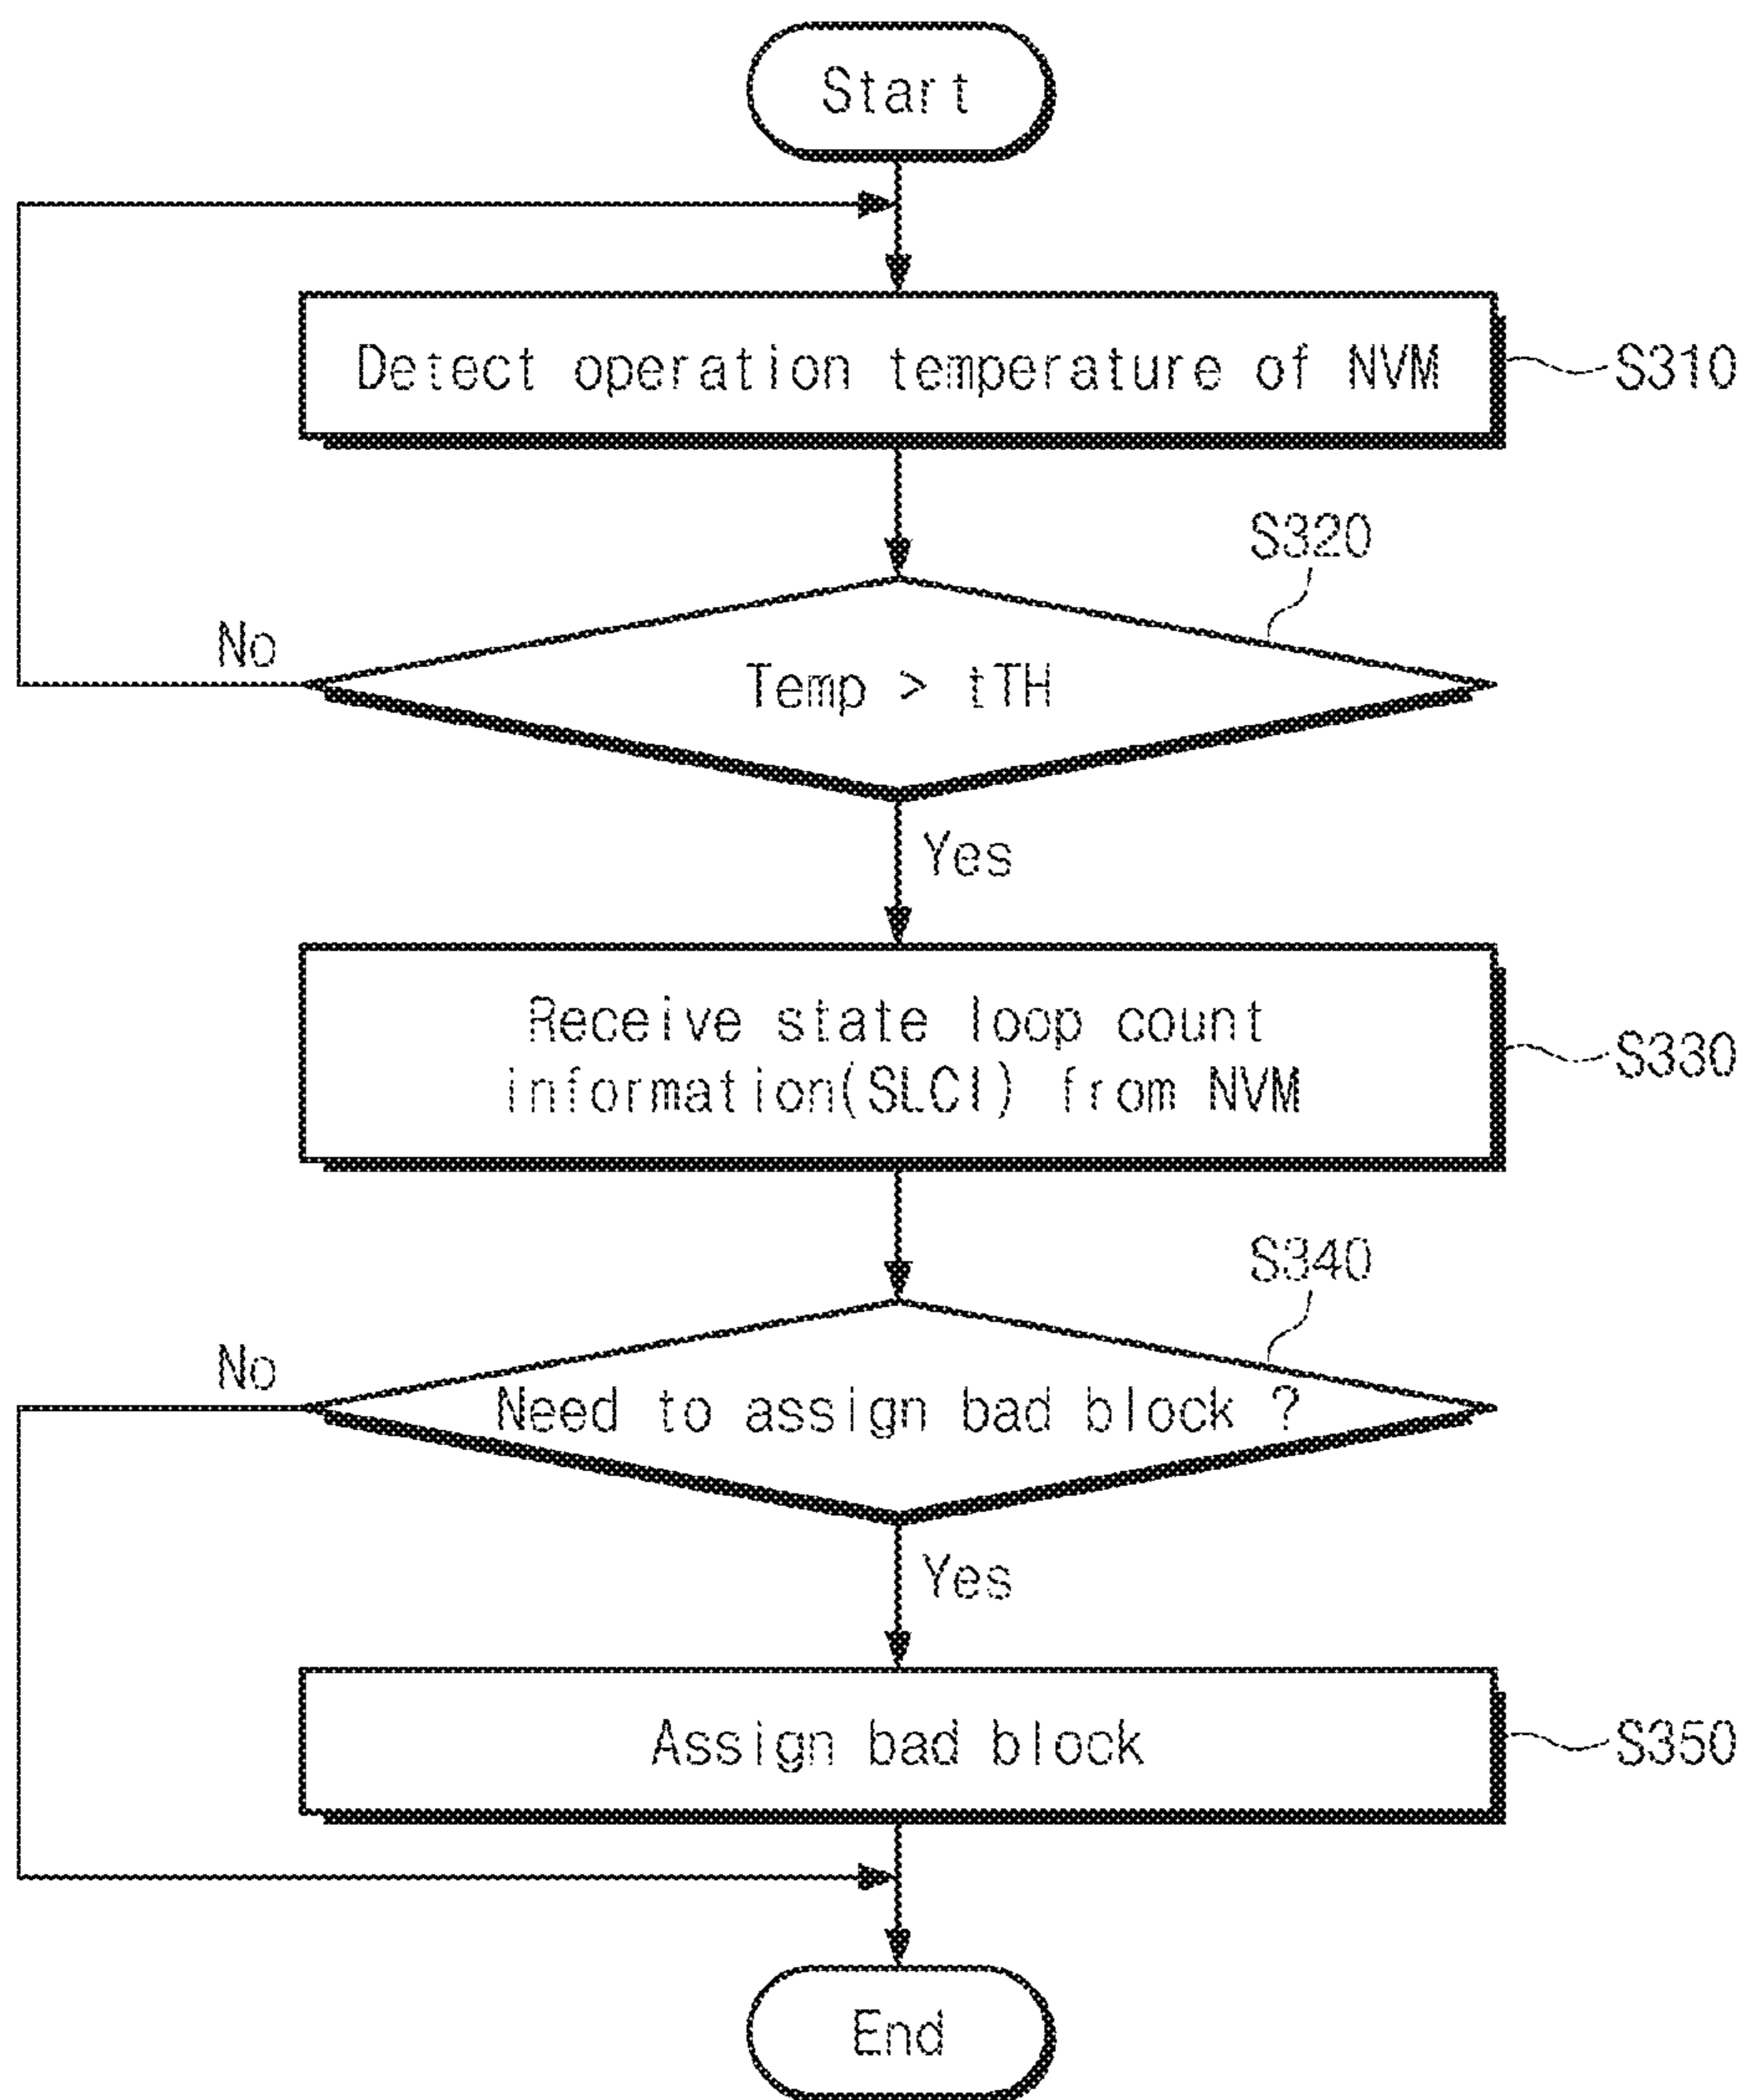 Start
Detect operation temperature of NVM
S310
S320
No
Temp > tTH
Yes
Receive state loop count
information(SLCI) from NVM
S330
S340
No
Need to assign bad block ?
Yes
Assign bad block
S350
End